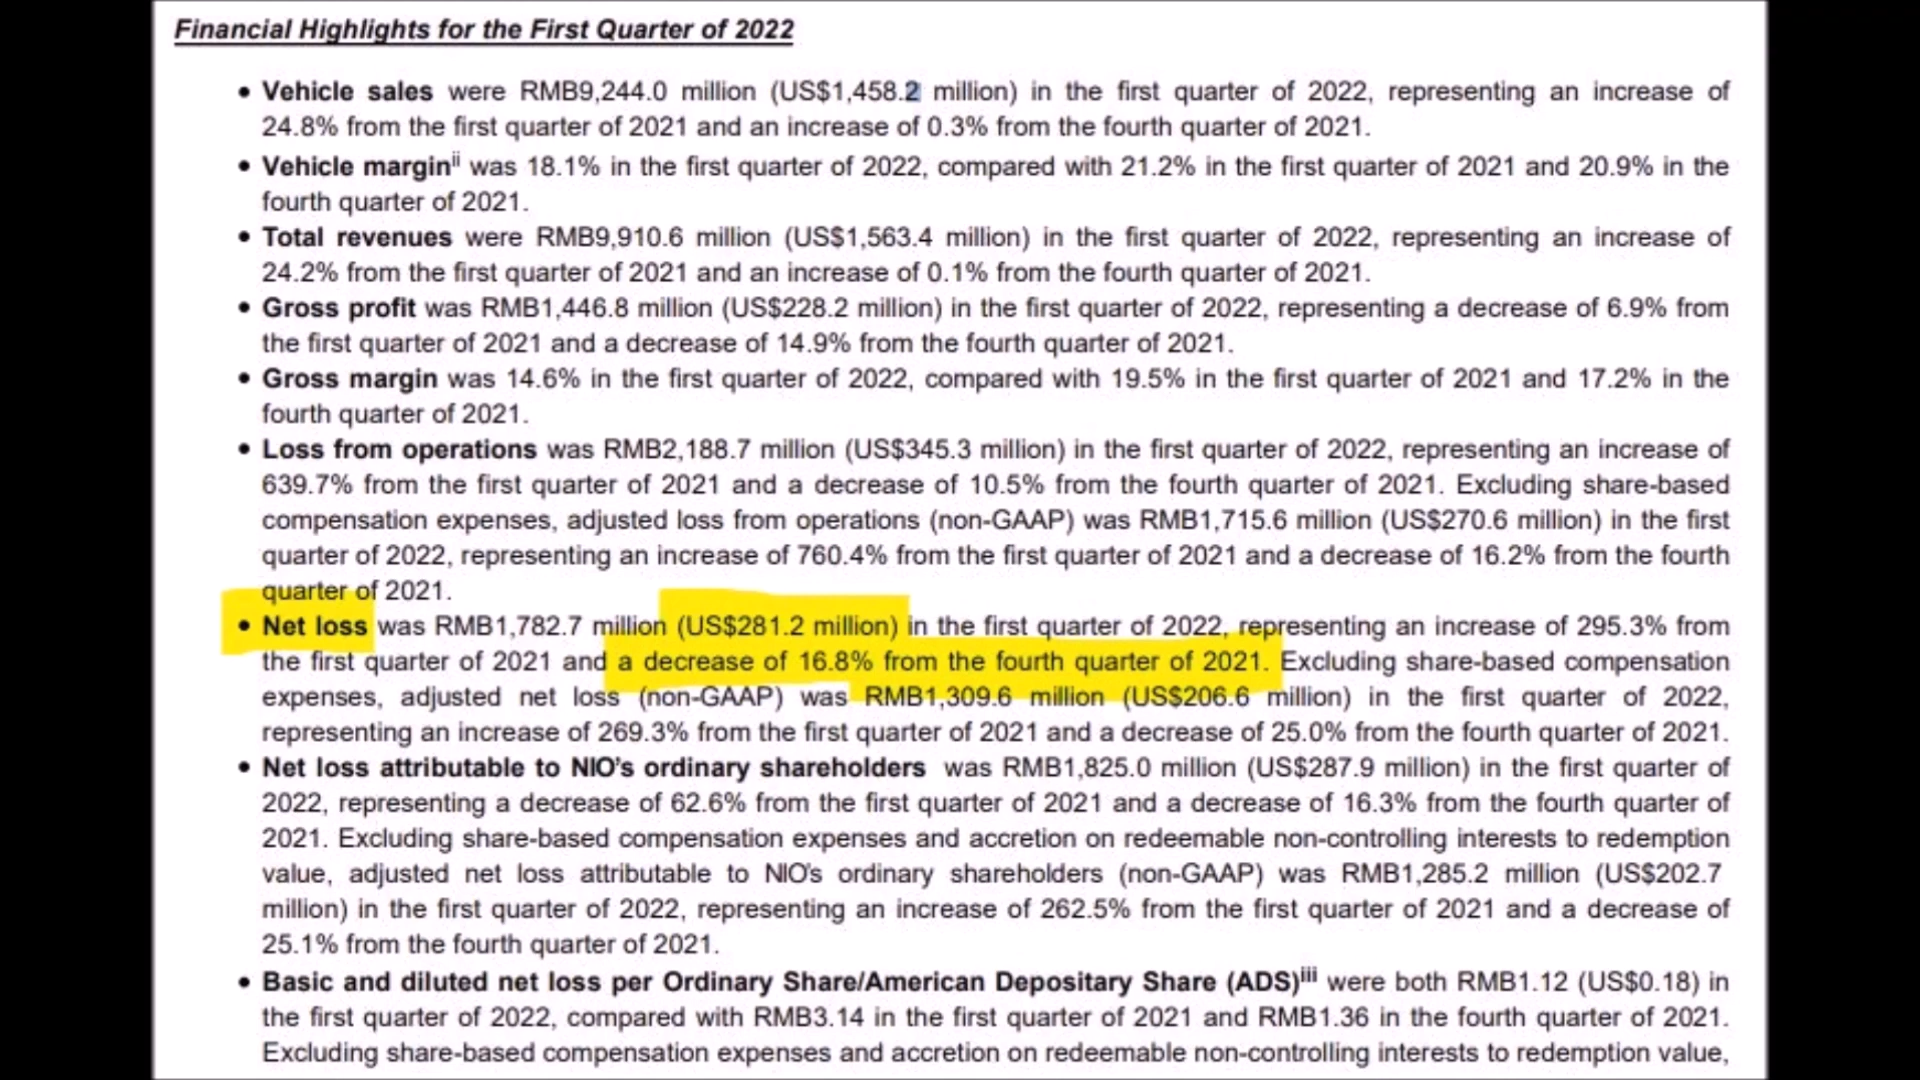 Financial Highlights for the First Quarter of 2022
• Vehicle sales were RMB9,244.0 million (US$1,458.2 million) in the first quarter of 2022, representing an increase of
24.8% from the first quarter of 2021 and an increase of 0.3% from the fourth quarter of 2021.
• Vehicle marginⁱⁱ was 18.1% in the first quarter of 2022, compared with 21.2% in the first quarter of 2021 and 20.9% in the
fourth quarter of 2021.
• Total revenues were RMB9,910.6 million (US$1,563.4 million) in the first quarter of 2022, representing an increase of
24.2% from the first quarter of 2021 and an increase of 0.1% from the fourth quarter of 2021.
• Gross profit was RMB1,446.8 million (US$228.2 million) in the first quarter of 2022, representing a decrease of 6.9% from
the first quarter of 2021 and a decrease of 14.9% from the fourth quarter of 2021.
• Gross margin was 14.6% in the first quarter of 2022, compared with 19.5% in the first quarter of 2021 and 17.2% in the
fourth quarter of 2021.
• Loss from operations was RMB2,188.7 million (US$345.3 million) in the first quarter of 2022, representing an increase of
639.7% from the first quarter of 2021 and a decrease of 10.5% from the fourth quarter of 2021. Excluding share-based
compensation expenses, adjusted loss from operations (non-GAAP) was RMB1,715.6 million (US$270.6 million) in the first
quarter of 2022, representing an increase of 760.4% from the first quarter of 2021 and a decrease of 16.2% from the fourth
quarter of 2021.
• Net loss was RMB1,782.7 million (US$281.2 million) in the first quarter of 2022, representing an increase of 295.3% from
the first quarter of 2021 and a decrease of 16.8% from the fourth quarter of 2021. Excluding share-based compensation
expenses, adjusted net loss (non-GAAP) was RMB1,309.6 million (US$206.6 million) in the first quarter of 2022,
representing an increase of 269.3% from the first quarter of 2021 and a decrease of 25.0% from the fourth quarter of 2021.
• Net loss attributable to NIO's ordinary shareholders was RMB1,825.0 million (US$287.9 million) in the first quarter of
2022, representing a decrease of 62.6% from the first quarter of 2021 and a decrease of 16.3% from the fourth quarter of
2021. Excluding share-based compensation expenses and accretion on redeemable non-controlling interests to redemption
value, adjusted net loss attributable to NIO's ordinary shareholders (non-GAAP) was RMB1,285.2 million (US$202.7
million) in the first quarter of 2022, representing an increase of 262.5% from the first quarter of 2021 and a decrease of
25.1% from the fourth quarter of 2021.
• Basic and diluted net loss per Ordinary Share/American Depositary Share (ADS)ⁱⁱⁱ were both RMB1.12 (US$0.18) in
the first quarter of 2022, compared with RMB3.14 in the first quarter of 2021 and RMB1.36 in the fourth quarter of 2021.
Excluding share-based compensation expenses and accretion on redeemable non-controlling interests to redemption value,